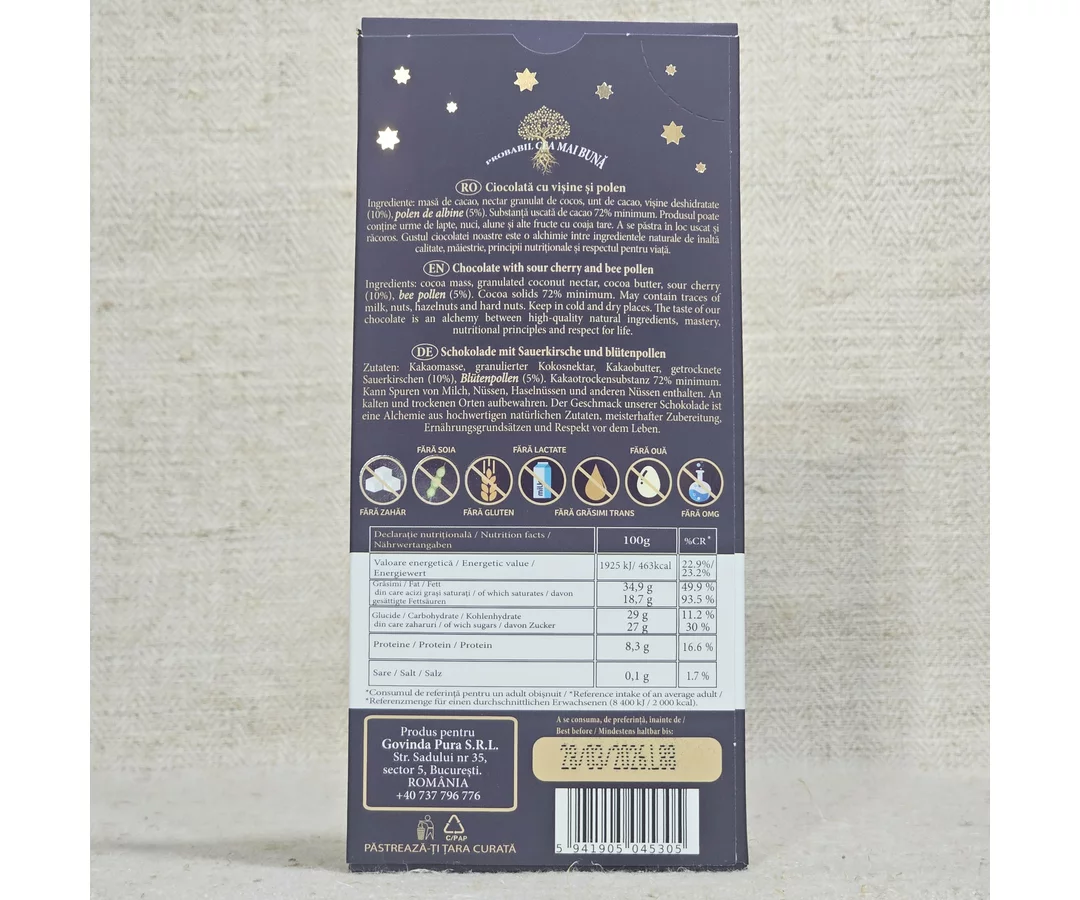 PROBABIL CEA MAI BUNĂ
RO Ciocolată cu vișine și polen
Ingrediente: masă de cacao, nectar granulat de cocos, unt de cacao, vișine deshidratate
(10%), polen de albine (5%). Substanță uscată de cacao 72% minimum. Produsul poate
conține urme de lapte, nuci, alune și alte fructe cu coaja tare. A se păstra în loc uscat și
răcoros. Gustul ciocolatei noastre este o alchimie între ingredientele naturale de înaltă
calitate, măiestrie, principii nutriționale și respectul pentru viață.
EN Chocolate with sour cherry and bee pollen
Ingredients: cocoa mass, granulated coconut nectar, cocoa butter, sour cherry
(10%), bee pollen (5%). Cocoa solids 72% minimum. May contain traces of
milk, nuts, hazelnuts and hard nuts. Keep in cold and dry places. The taste of our
chocolate is an alchemy between high-quality natural ingredients, mastery,
nutritional principles and respect for life.
DE Schokolade mit Sauerkirsche und blütenpollen
Zutaten: Kakaomasse, granulierter Kokosnektar, Kakaobutter, getrocknete
Sauerkirschen (10%), Blütenpollen (5%). Kakaotrockensubstanz 72% minimum.
Kann Spuren von Milch, Nüssen, Haselnüssen und anderen Nüssen enthalten. An
kalten und trockenen Orten aufbewahren. Der Geschmack unserer Schokolade ist
eine Alchemie aus hochwertigen natürlichen Zutaten, meisterhafter Zubereitung,
Ernährungsgrundsätzen und Respekt vor dem Leben.
FĂRĂ SOIA FĂRĂ LACTATE FĂRĂ OUĂ
milk
FĂRĂ ZAHĂR FĂRĂ GLUTEN FĂRĂ GRĂSIMI TRANS FĂRĂ OMG
Declarație nutrițională / Nutrition facts /
Nährwertangaben 100g %CR*
Valoare energetică / Energetic value /
Energiewert 1925 kJ/ 463kcal 22.9%/
23.2%
Grăsimi / Fat / Fett 34,9 g 49.9 %
din care acizi grași saturați / of which saturates / davon
gesättigte Fettsäuren 18,7 g 93.5 %
Glucide / Carbohydrate / Kohlenhydrate 29 g 11.2 %
din care zaharuri / of wich sugars / davon Zucker 27 g 30 %
Proteine / Protein / Protein 8,3 g 16.6 %
Sare / Salt / Salz 0,1 g 1.7 %
*Consumul de referință pentru un adult obișnuit / *Reference intake of an average adult /
*Referenzmenge für einen durchschnittlichen Erwachsenen (8 400 kJ / 2 000 kcal).
Produs pentru
Govinda Pura S.R.L.
Str. Sadului nr 35,
sector 5, București.
ROMÂNIA
+40 737 796 776
A se consuma, de preferință, înainte de /
Best before / Mindestens haltbar bis:
28/03/2026
C/PAP
PĂSTREAZĂ-ȚI ȚARA CURATĂ
5 941905 045305